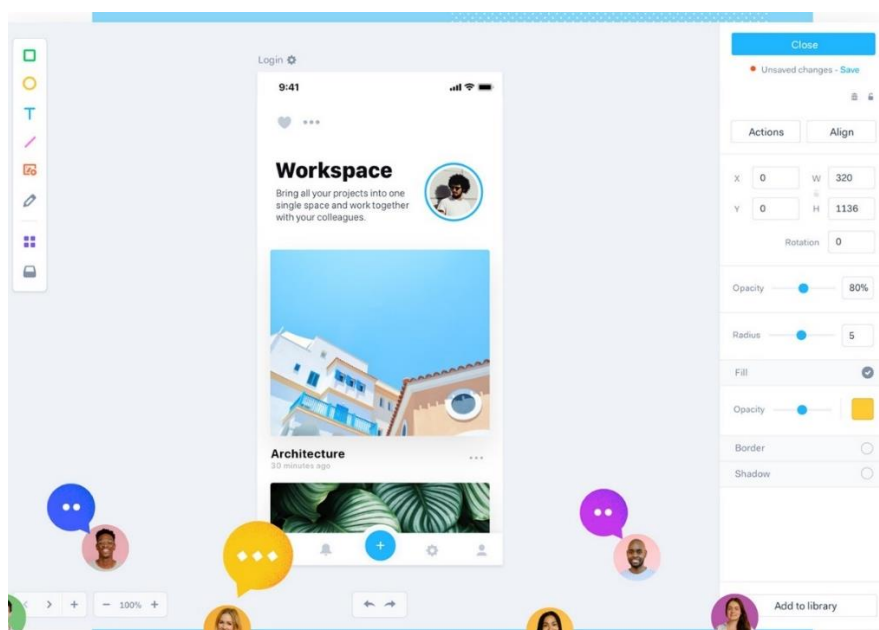 Close
Unsaved changes - Save
Login
9:41
T
Actions Align
Workspace
Bring all your projects into one
single space and work together
with your colleagues.
X 0 W 320
Y 0 H 1136
Rotation 0
Opacity 80%
Radius 5
Fill
Opacity
Border
Shadow
Architecture
30 minutes ago
100%
Add to library